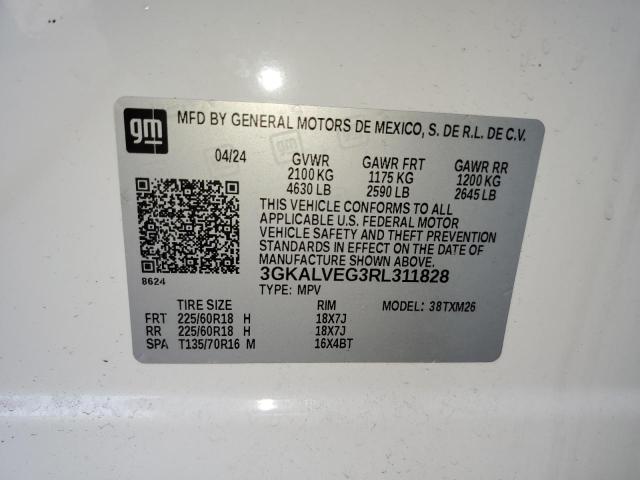 gm MFD BY GENERAL MOTORS DE MEXICO, S. DE R.L. DE C.V.
04/24 GVWR GAWR FRT GAWR RR
2100 KG 1175 KG 1200 KG
4630 LB 2590 LB 2645 LB
THIS VEHICLE CONFORMS TO ALL
APPLICABLE U.S. FEDERAL MOTOR
VEHICLE SAFETY AND THEFT PREVENTION
STANDARDS IN EFFECT ON THE DATE OF
MANUFACTURE SHOWN ABOVE.
8624 3GKALVEG3RL311828
TYPE: MPV
TIRE SIZE RIM MODEL: 38TXM26
FRT 225/60R18 H 18X7J
RR 225/60R18 H 18X7J
SPA T135/70R16 M 16X4BT